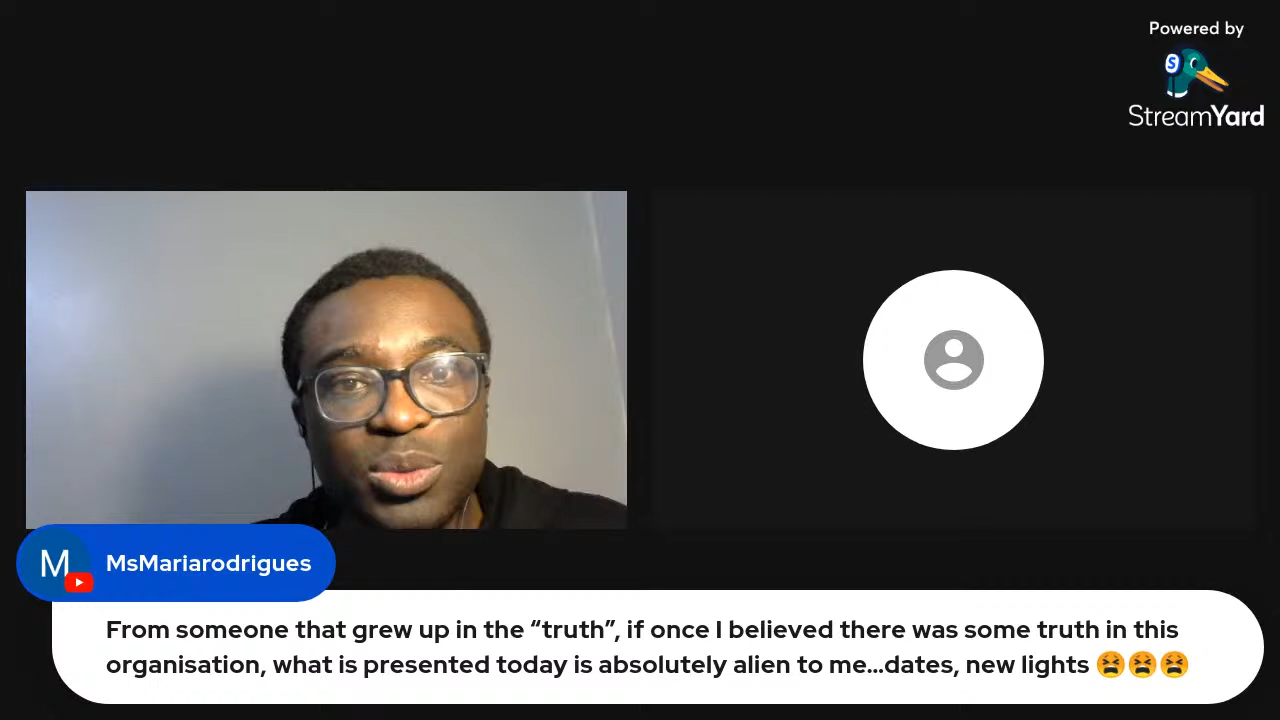 Powered by
S
StreamYard
M
MsMariarodrigues
From someone that grew up in the “truth”, if once I believed there was some truth in this
organisation, what is presented today is absolutely alien to me...dates, new lights 😫😫😫